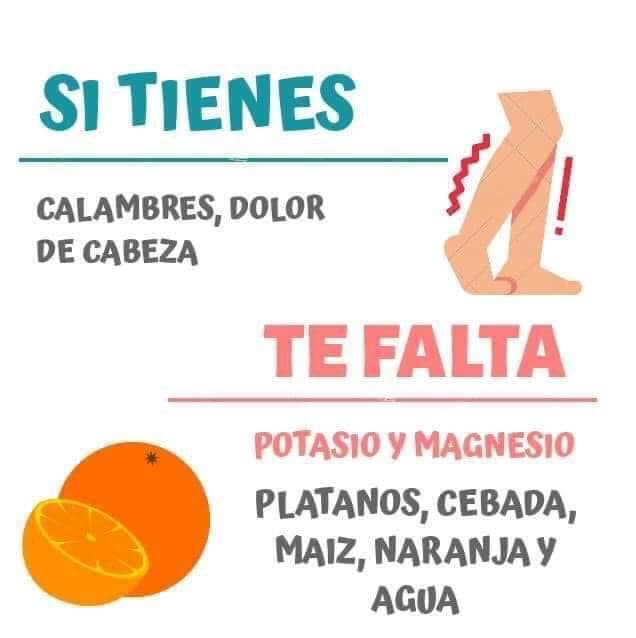 SI TIENES
CALAMBRES, DOLOR
DE CABEZA
TE FALTA
POTASIO Y MAGNESIO
PLATANOS, CEBADA,
MAIZ, NARANJA Y
AGUA